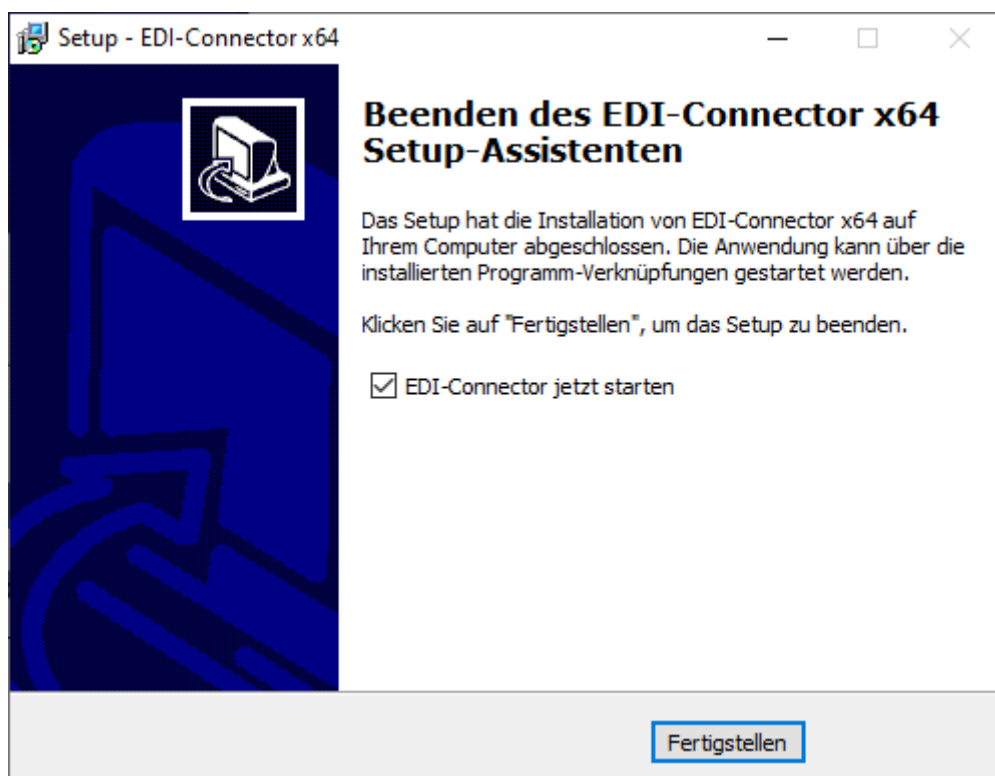 Setup - EDI-Connector x64
Beenden des EDI-Connector x64
Setup-Assistenten
Das Setup hat die Installation von EDI-Connector x64 auf
Ihrem Computer abgeschlossen. Die Anwendung kann über die
installierten Programm-Verknüpfungen gestartet werden.
Klicken Sie auf "Fertigstellen", um das Setup zu beenden.
EDI-Connector jetzt starten
Fertigstellen